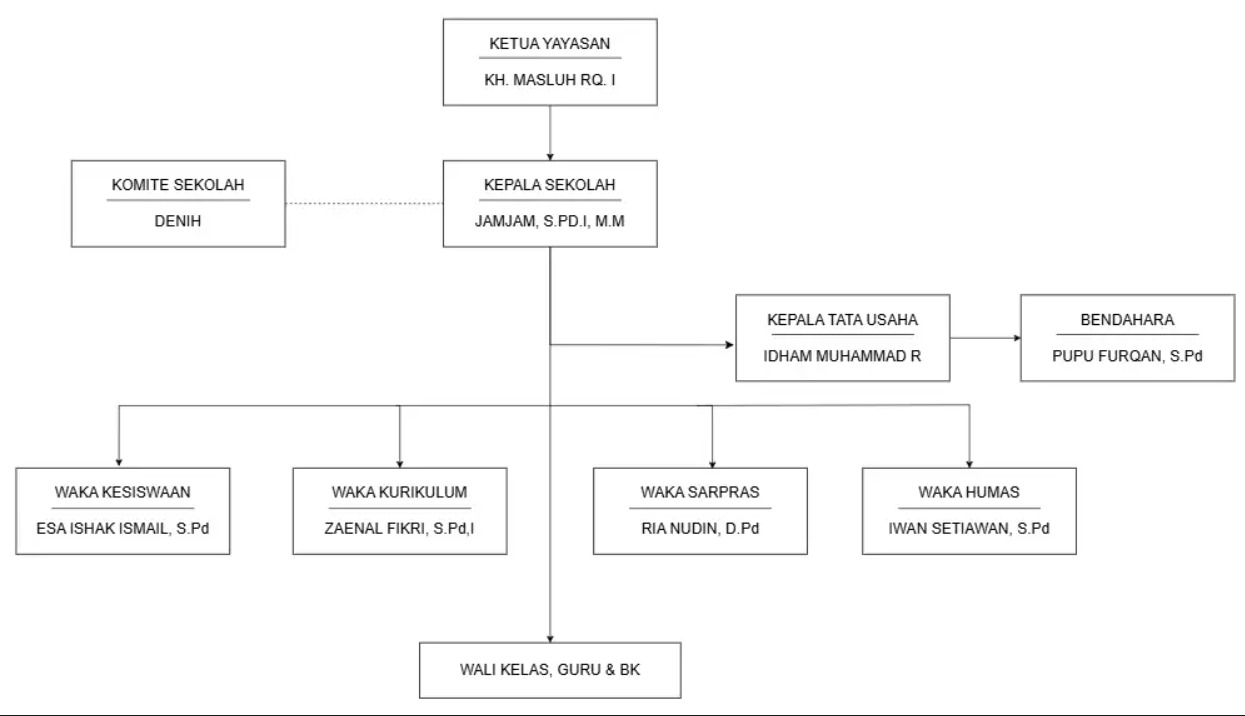 KETUA YAYASAN
KH. MASLUH RQ. I
KOMITE SEKOLAH
DENIH
KEPALA SEKOLAH
JAMJAM, S.PD.I, M.M
KEPALA TATA USAHA
IDHAM MUHAMMAD R
BENDAHARA
PUPU FURQAN, S.Pd
WAKA KESISWAAN
ESA ISHAK ISMAIL, S.Pd
WAKA KURIKULUM
ZAENAL FIKRI, S.Pd,I
WAKA SARPRAS
RIA NUDIN, D.Pd
WAKA HUMAS
IWAN SETIAWAN, S.Pd
WALI KELAS, GURU & BK